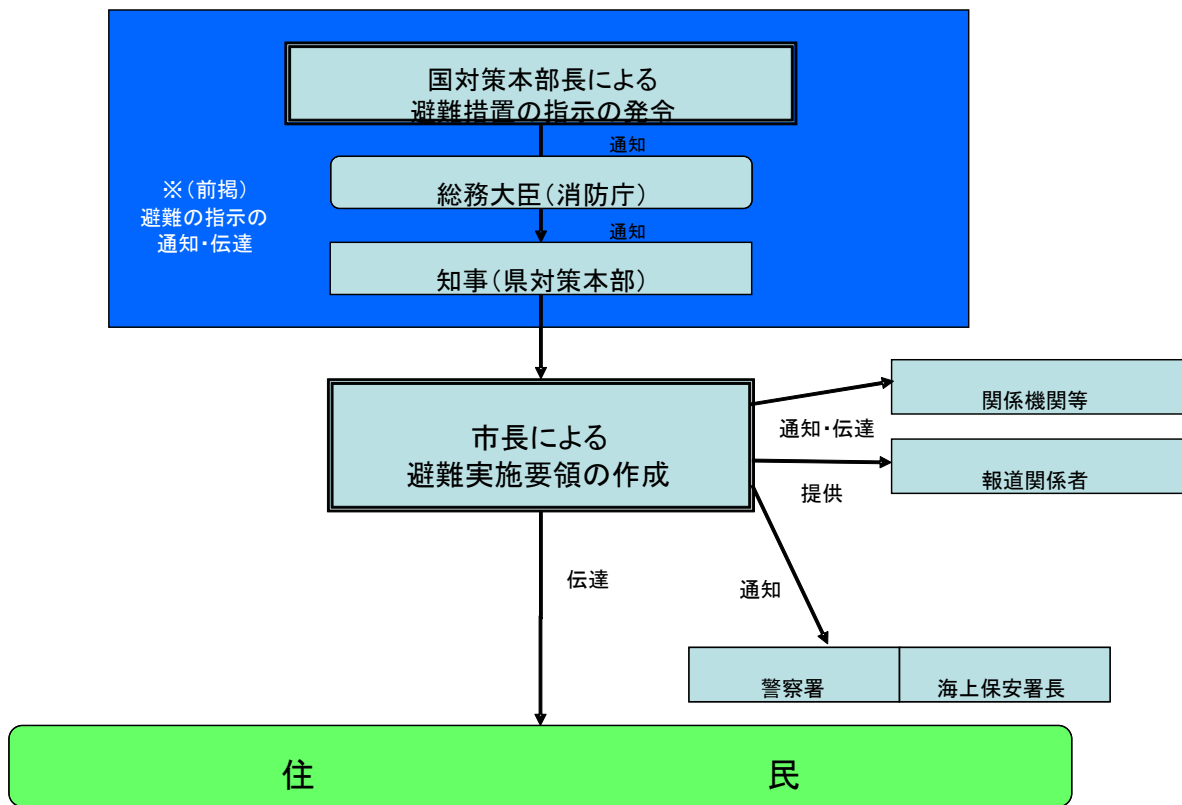 国対策本部長による
避難措置の指示の発令
通知
総務大臣(消防庁)
※(前掲)
避難の指示の
通知・伝達
通知
知事(県対策本部)
市長による
避難実施要領の作成
関係機関等
通知・伝達
報道関係者
提供
伝達
通知
警察署
海上保安署長
住 民